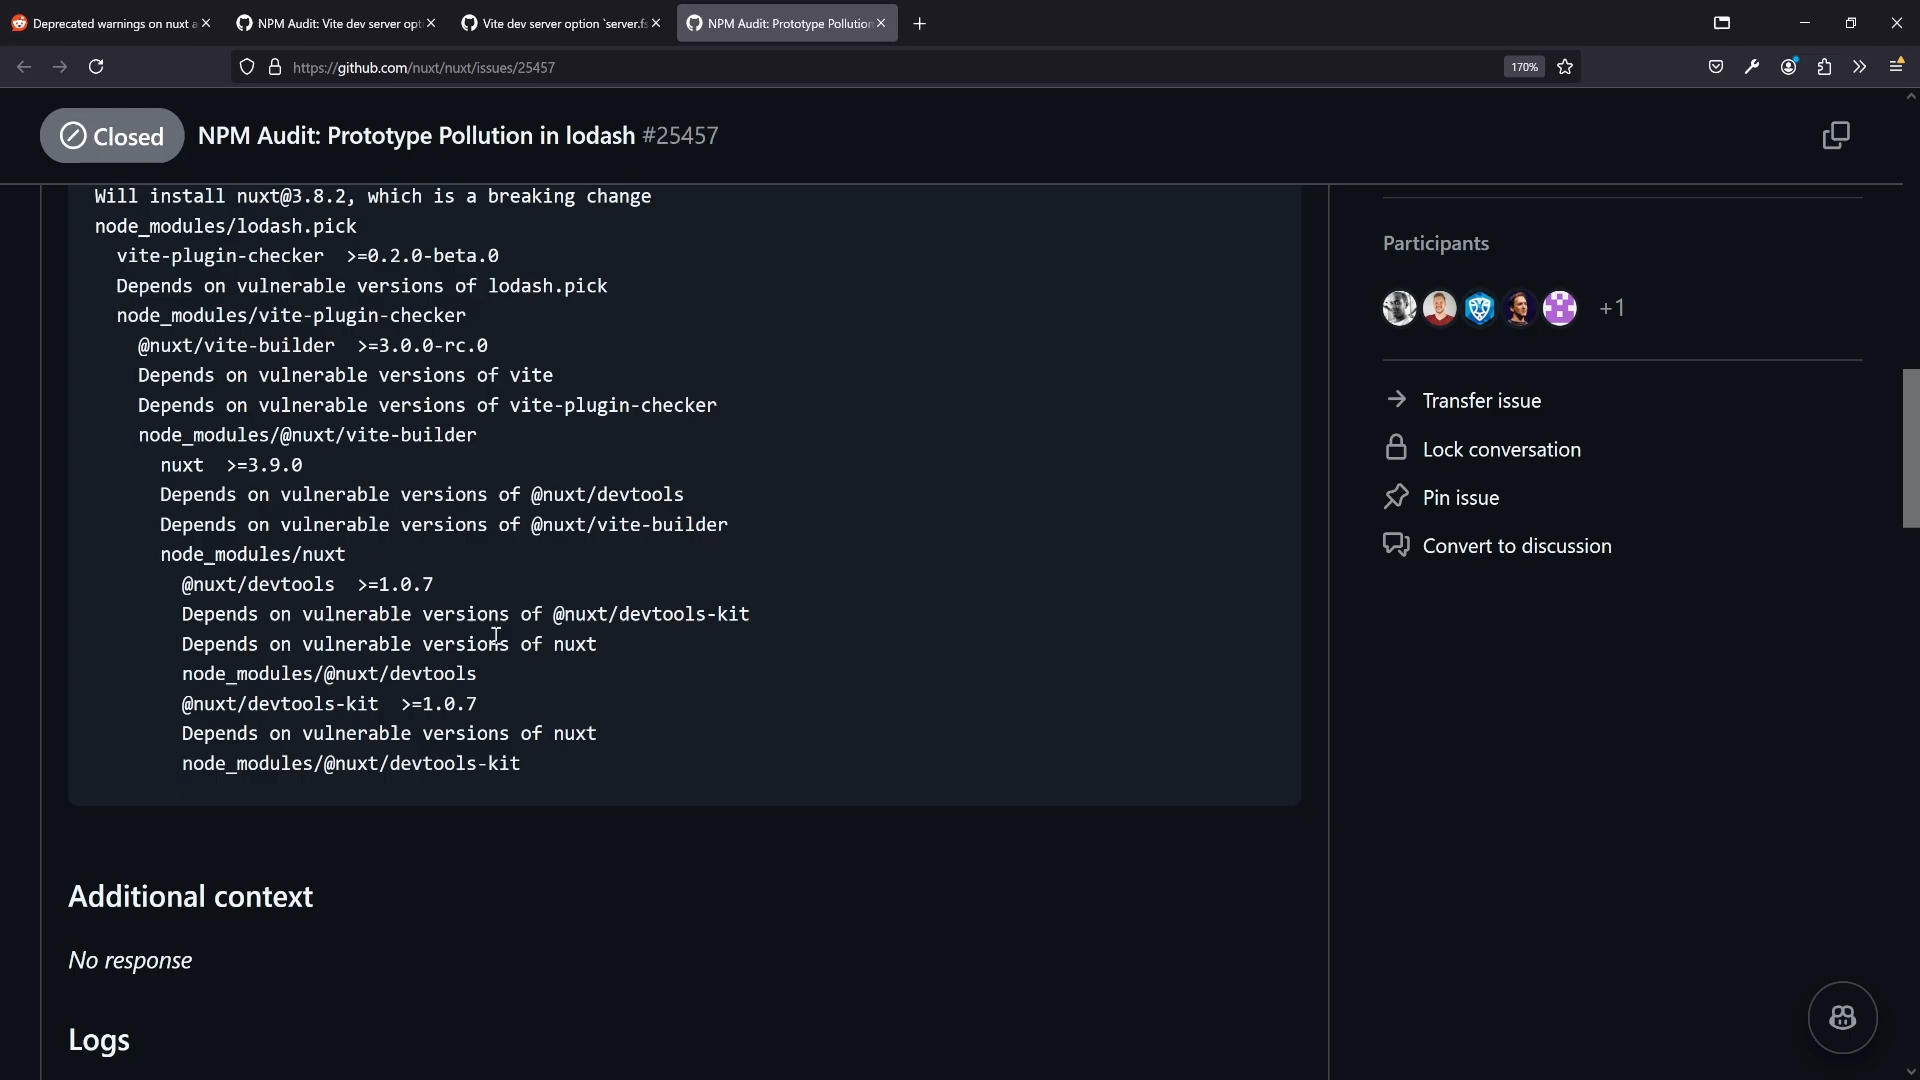 Deprecated warnings on nuxt a
NPM Audit: Vite dev server opti
Vite dev server option `server.fs
NPM Audit: Prototype Pollution
https://github.com/nuxt/nuxt/issues/25457
170%
Closed
NPM Audit: Prototype Pollution in lodash #25457
Will install nuxt@3.8.2, which is a breaking change
node_modules/lodash.pick
vite-plugin-checker >=0.2.0-beta.0
Depends on vulnerable versions of lodash.pick
node_modules/vite-plugin-checker
@nuxt/vite-builder >=3.0.0-rc.0
Depends on vulnerable versions of vite
Depends on vulnerable versions of vite-plugin-checker
node_modules/@nuxt/vite-builder
nuxt >=3.9.0
Depends on vulnerable versions of @nuxt/devtools
Depends on vulnerable versions of @nuxt/vite-builder
node_modules/nuxt
@nuxt/devtools >=1.0.7
Depends on vulnerable versions of @nuxt/devtools-kit
Depends on vulnerable versions of nuxt
node_modules/@nuxt/devtools
@nuxt/devtools-kit >=1.0.7
Depends on vulnerable versions of nuxt
node_modules/@nuxt/devtools-kit
Additional context
No response
Logs
Participants
+1
Transfer issue
Lock conversation
Pin issue
Convert to discussion